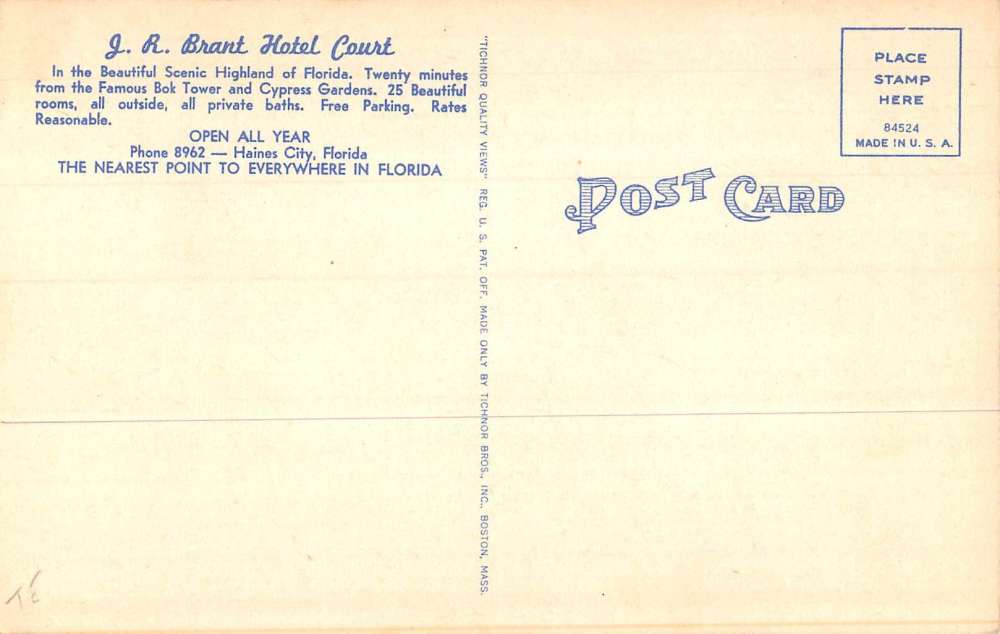 J. R. Brant Hotel Court
In the Beautiful Scenic Highland of Florida. Twenty minutes
from the Famous Bok Tower and Cypress Gardens. 25 Beautiful
rooms, all outside, all private baths. Free Parking. Rates
Reasonable.
OPEN ALL YEAR
Phone 8962 — Haines City, Florida
THE NEAREST POINT TO EVERYWHERE IN FLORIDA
"TICHNOR QUALITY VIEWS" REG. U. S. PAT. OFF. MADE ONLY BY TICHNOR BROS., INC., BOSTON, MASS.
PLACE
STAMP
HERE
84524
MADE IN U. S. A.
POST CARD